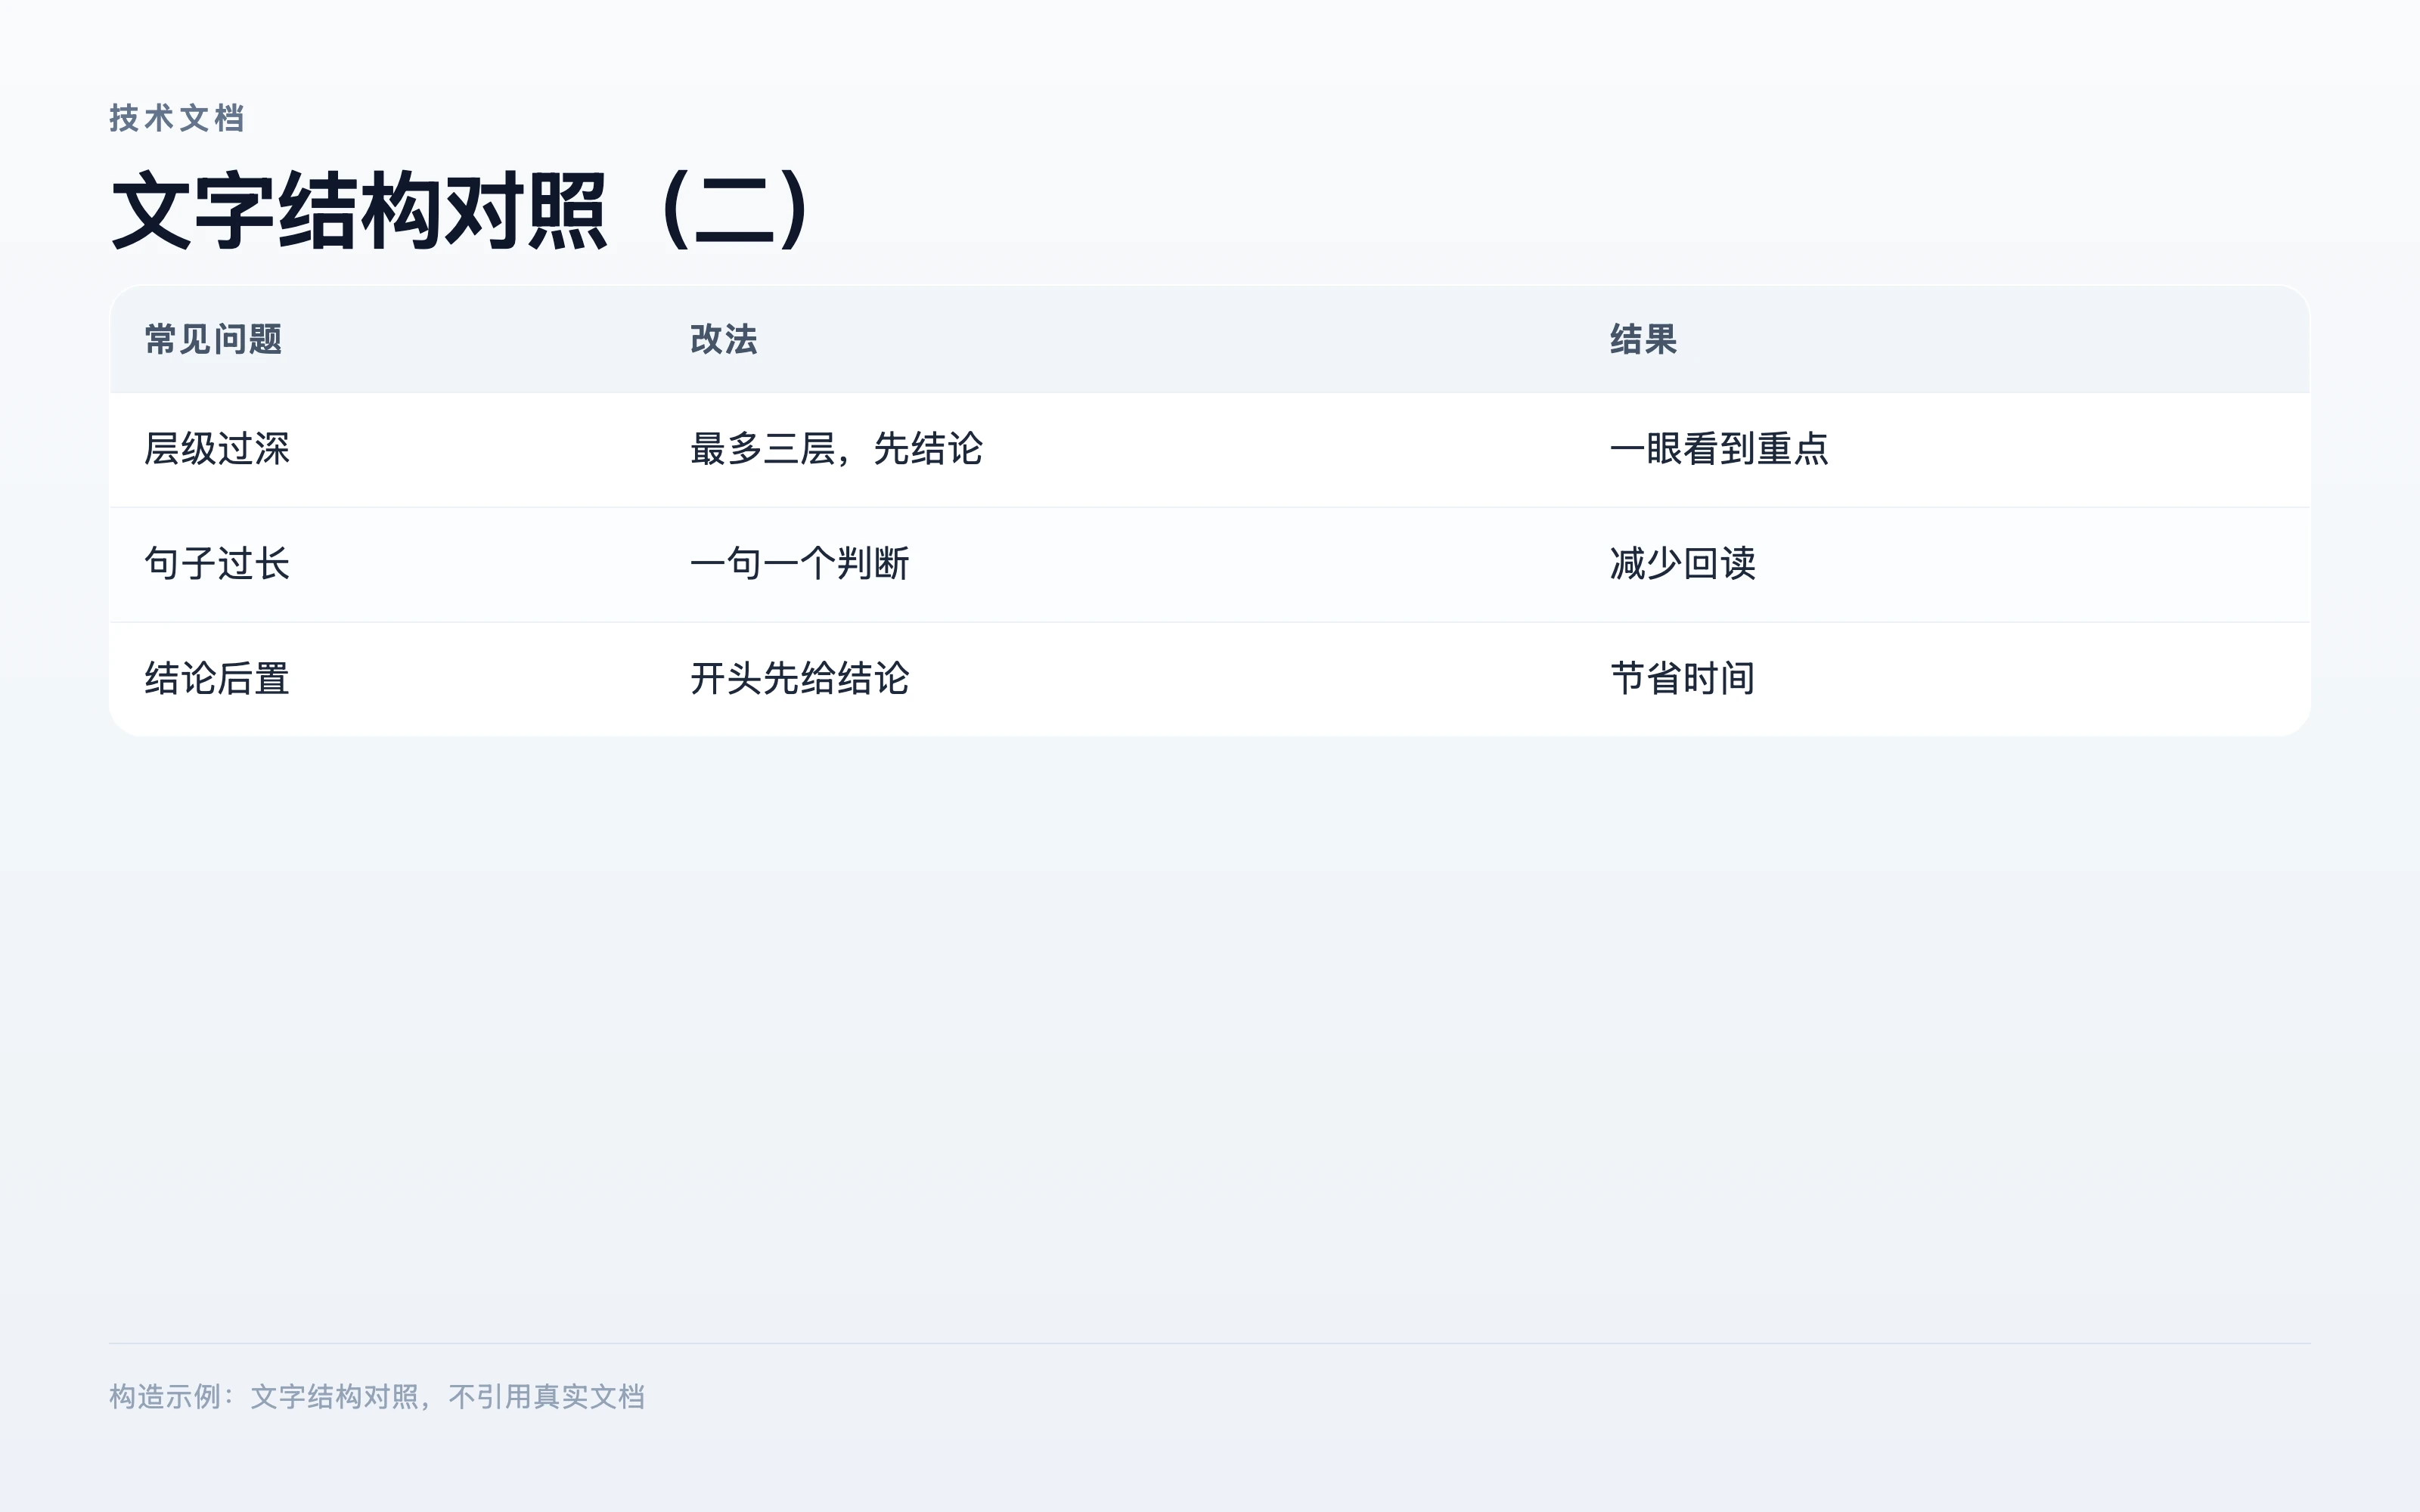 技术文档
文字结构对照（二）
常见问题 改法 结果
层级过深 最多三层，先结论 一眼看到重点
句子过长 一句一个判断 减少回读
结论后置 开头先给结论 节省时间
构造示例：文字结构对照，不引用真实文档